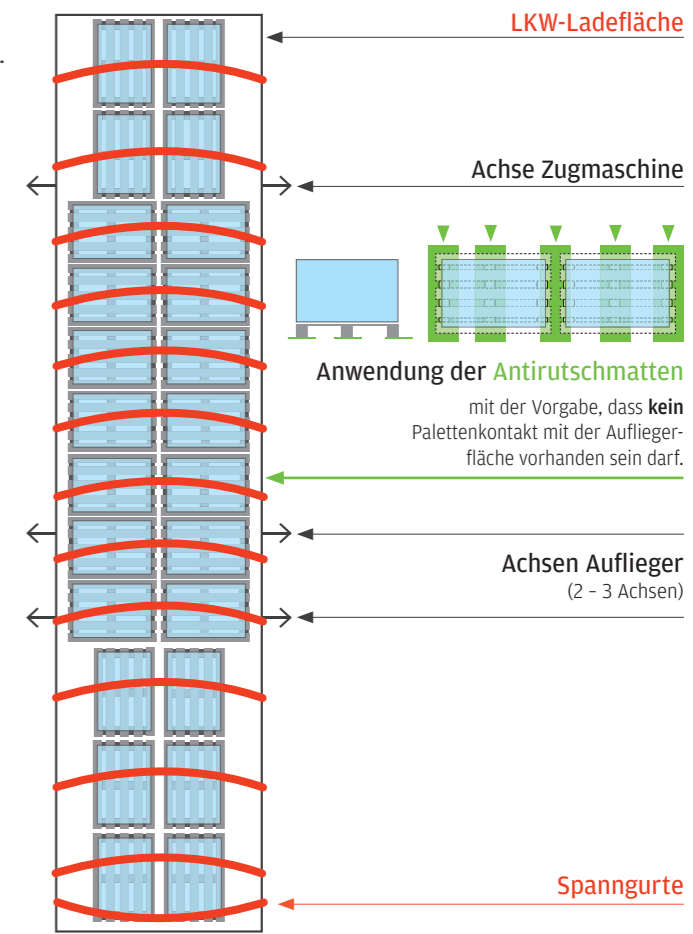 LKW-Ladefläche
Achse Zugmaschine
Anwendung der Antirutschmatten
mit der Vorgabe, dass kein
Palettenkontakt mit der Auflieger-
fläche vorhanden sein darf.
Achsen Auflieger
(2 – 3 Achsen)
Spanngurte